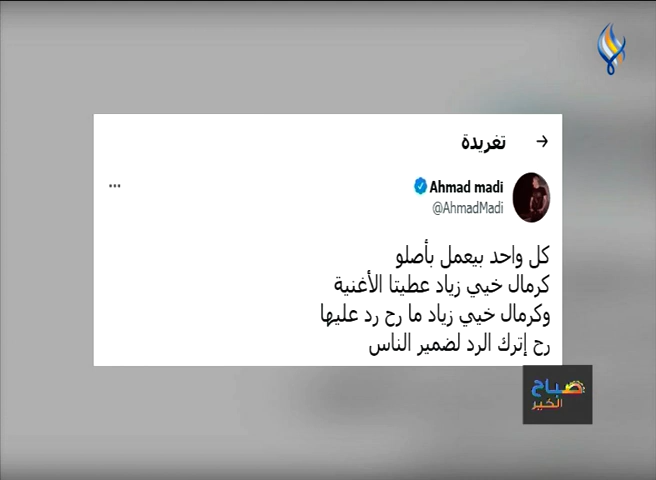 تغريدة
Ahmad madi
@AhmadMadi
كل واحد بيعمل بأصلو
كرمال خيي زياد عطيتا الأغنية
وكرمال خيي زياد ما رح رد عليها
رح إترك الرد لضمير الناس
صباح
الخير